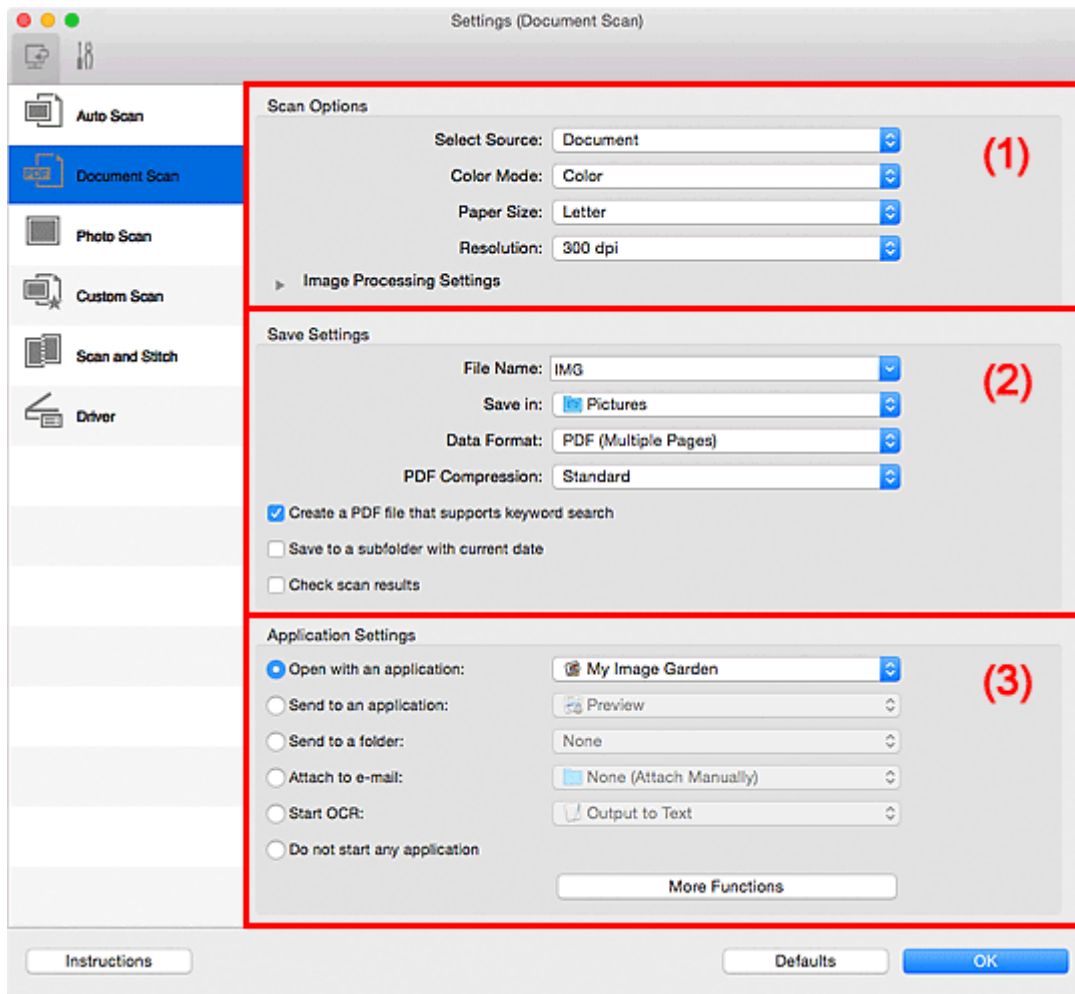 Settings (Document Scan)
Auto Scan
PDF Document Scan
Photo Scan
Custom Scan
Scan and Stitch
Driver
Scan Options
(1)
Select Source: Document
Color Mode: Color
Paper Size: Letter
Resolution: 300 dpi
Image Processing Settings
Save Settings
(2)
File Name: IMG
Save in: Pictures
Data Format: PDF (Multiple Pages)
PDF Compression: Standard
Create a PDF file that supports keyword search
Save to a subfolder with current date
Check scan results
Application Settings
(3)
Open with an application: My Image Garden
Send to an application: Preview
Send to a folder: None
Attach to e-mail: None (Attach Manually)
Start OCR: Output to Text
Do not start any application
More Functions
Instructions
Defaults
OK